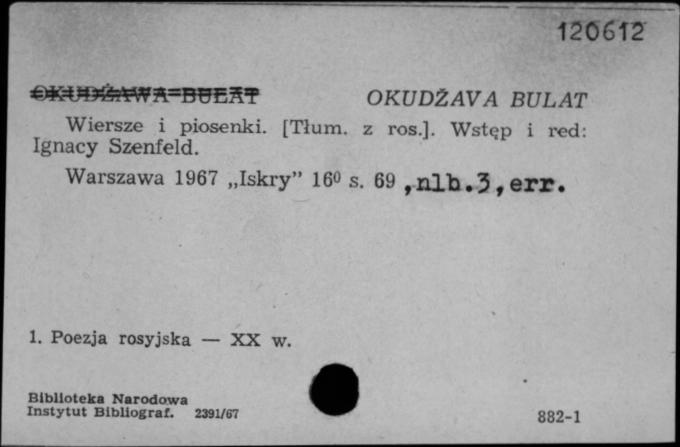 120612
OKUDŻAWA BUŁAT OKUDŽAVA BULAT
Wiersze i piosenki. [Tłum. z ros.]. Wstęp i red:
Ignacy Szenfeld.
Warszawa 1967 „Iskry” 16⁰ s. 69 ,nlb.3,err.
1. Poezja rosyjska — XX w.
Biblioteka Narodowa
Instytut Bibliograf. 2391/67
882-1